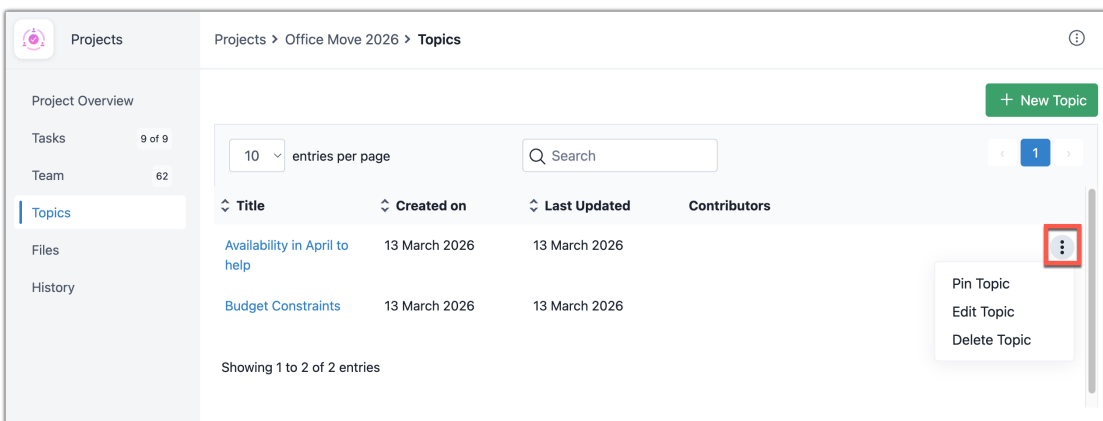 Projects
Projects > Office Move 2026 > Topics
Project Overview
Tasks 9 of 9
Team 62
Topics
Files
History
+ New Topic
10 entries per page
Search
‹ 1 ›
Title Created on Last Updated Contributors
Availability in April to 13 March 2026 13 March 2026
help
Budget Constraints 13 March 2026 13 March 2026
Pin Topic
Edit Topic
Delete Topic
Showing 1 to 2 of 2 entries